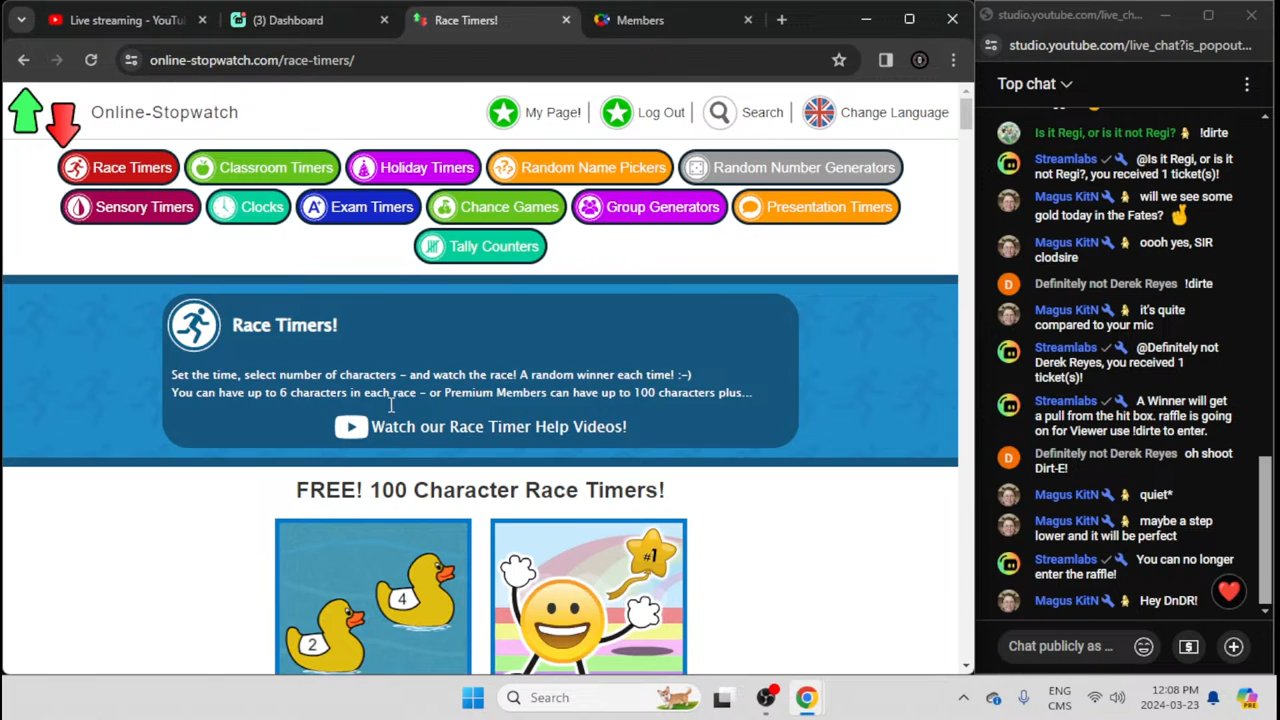 Live streaming - YouTu
(3) Dashboard
Race Timers!
Members
online-stopwatch.com/race-timers/
Online-Stopwatch
My Page!
Log Out
Search
Change Language
Race Timers
Classroom Timers
Holiday Timers
Random Name Pickers
Random Number Generators
Sensory Timers
Clocks
Exam Timers
Chance Games
Group Generators
Presentation Timers
Tally Counters
Race Timers!
Set the time, select number of characters - and watch the race! A random winner each time! :-)
You can have up to 6 characters in each race - or Premium Members can have up to 100 characters plus...
Watch our Race Timer Help Videos!
FREE! 100 Character Race Timers!
4
2
#1
studio.youtube.com/live_ch...
studio.youtube.com/live_chat?is_popout...
Top chat
Is it Regi, or is it not Regi? !dirte
Streamlabs @Is it Regi, or is it
not Regi?, you received 1 ticket(s)!
Magus KitN will we see some
gold today in the Fates?
Magus KitN oooh yes, SIR
clodsire
Definitely not Derek Reyes !dirte
Magus KitN it's quite
compared to your mic
Streamlabs @Definitely not
Derek Reyes, you received 1
ticket(s)!
Streamlabs A Winner will get
a pull from the hit box. raffle is going
on for Viewer use !dirte to enter.
Definitely not Derek Reyes oh shoot
Dirt-E!
Magus KitN quiet*
Magus KitN maybe a step
lower and it will be perfect
Streamlabs You can no longer
enter the raffle!
Magus KitN Hey DnDR!
Chat publicly as ...
Search
ENG
CMS
12:08 PM
2024-03-23
PRE